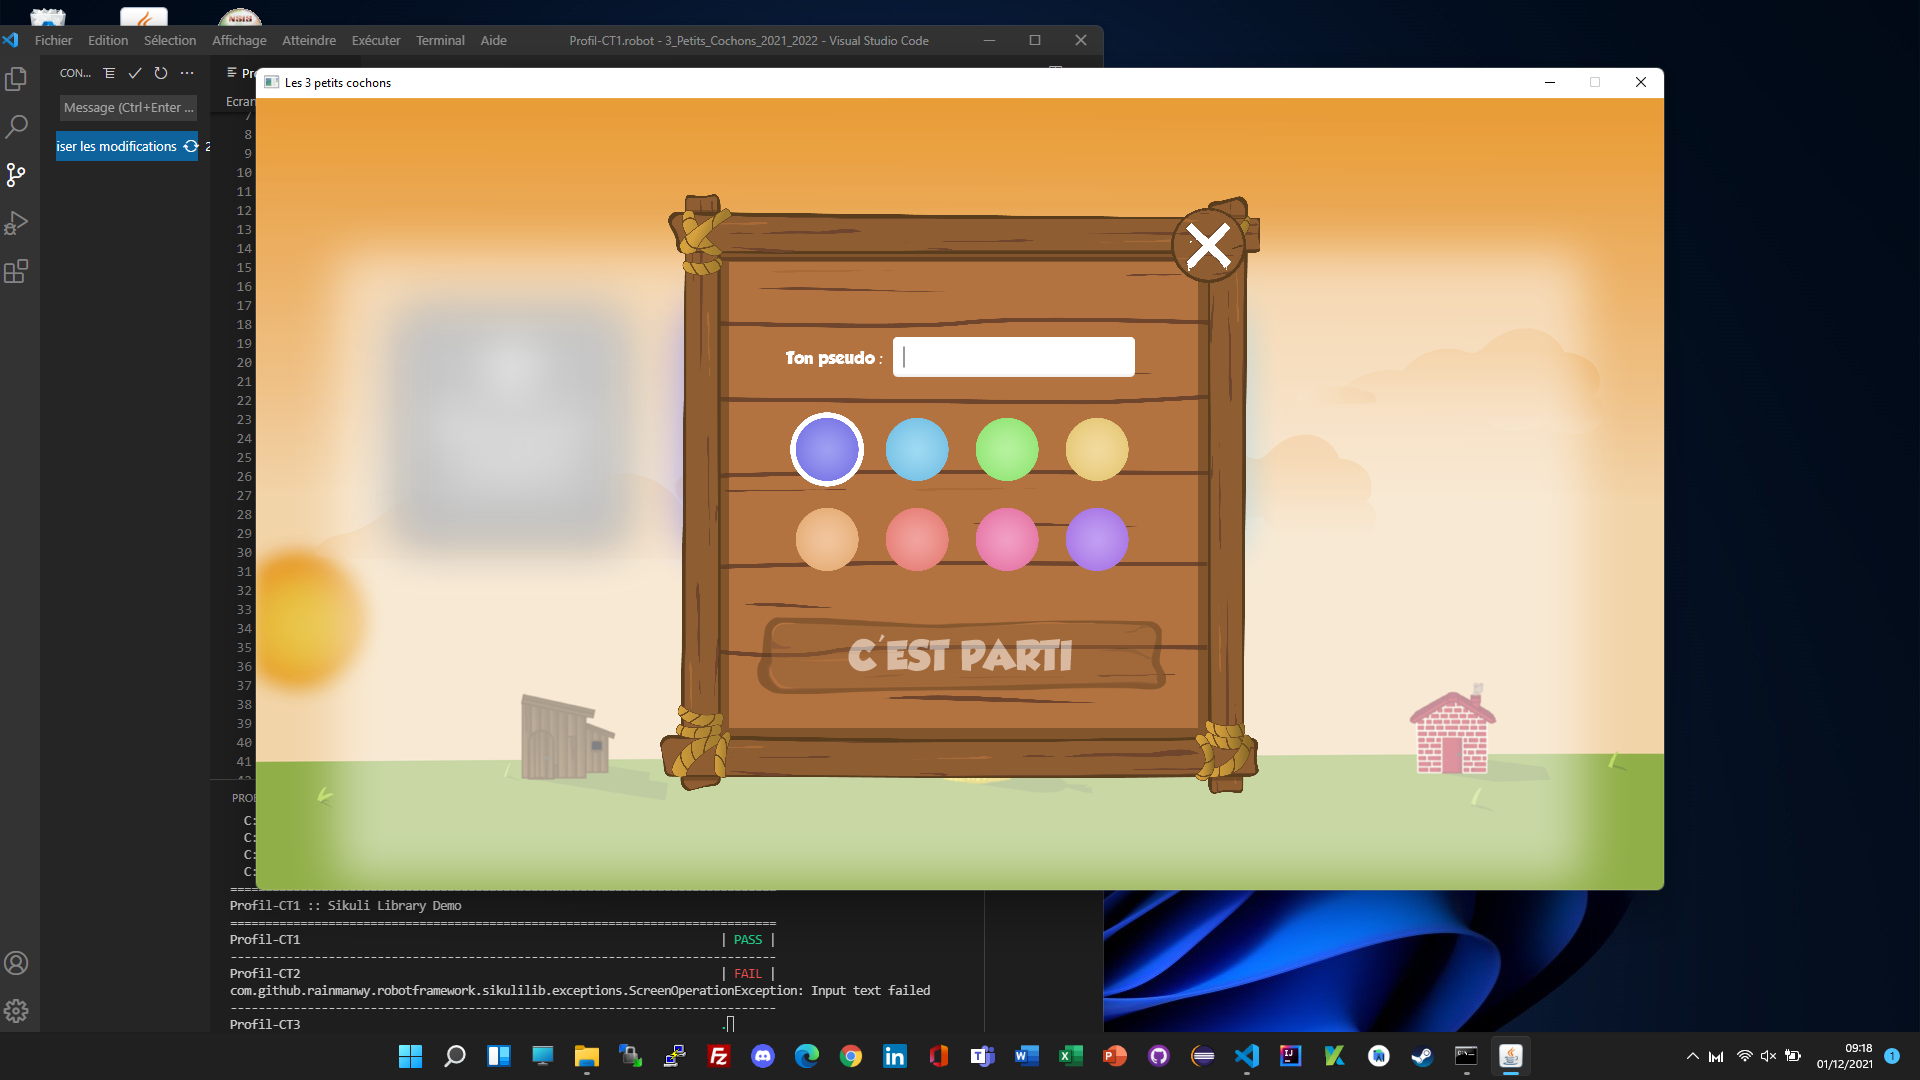 Fichier Edition Sélection Affichage Atteindre Exécuter Terminal Aide
Profil-CT1.robot - 3_Petits_Cochons_2021_2022 - Visual Studio Code
CON...
Message (Ctrl+Enter ...
iser les modifications
Ecran
Les 3 petits cochons
7
8
9
10
11
12
13
14
15
16
17
18
19
20
21
22
23
24
25
26
27
28
29
30
31
32
33
34
35
36
37
38
39
40
41
Ton pseudo :
C'EST PARTI
C:
C:
C:
C:
Profil-CT1 :: Sikuli Library Demo
==============================================================================
Profil-CT1 | PASS |
------------------------------------------------------------------------------
Profil-CT2 | FAIL |
com.github.rainmanwy.robotframework.sikulilib.exceptions.ScreenOperationException: Input text failed
------------------------------------------------------------------------------
Profil-CT3 .
09:18
01/12/2021
1